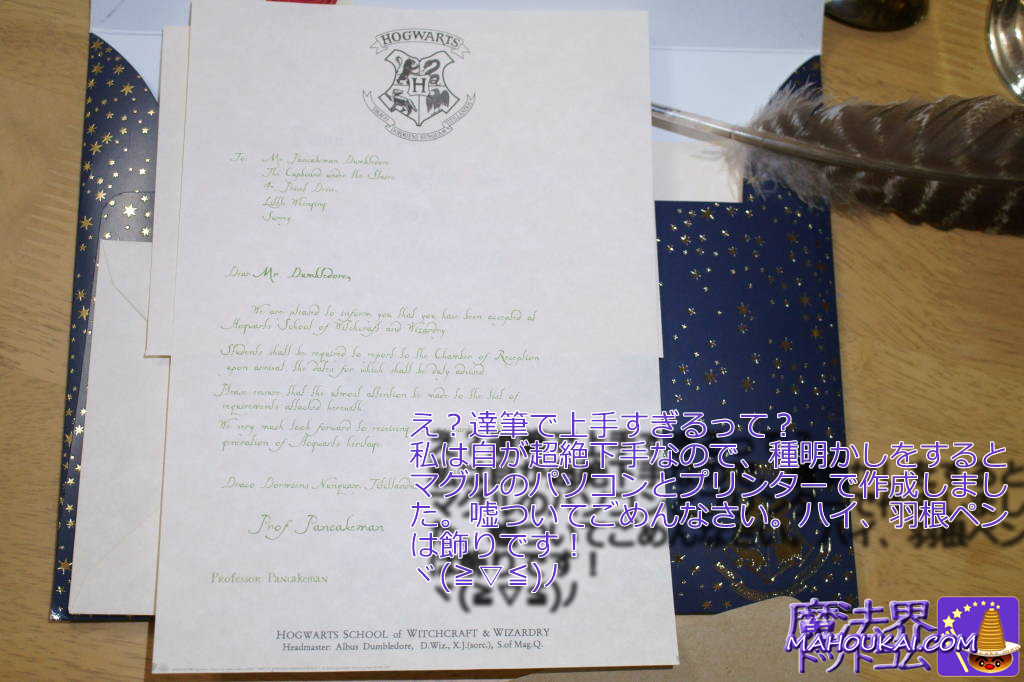 HOGWARTS
DRACO DORMIENS NUNQUAM TITILLANDUS
To: Mr Pancakeman Dumbledore
The Cupboard under the Stairs
4, Privet Drive,
Little Whinging
Surrey
Dear Mr. Dumbledore,
We are pleased to inform you that you have been accepted at
Hogwarts School of Witchcraft and Wizardry.
Students shall be required to report to the Chamber of Reception
upon arrival, the dates for which shall be duly advised.
Please ensure that the utmost attention be made to the list of
requirements attached herewith.
We very much look forward to receiving
generation of Hogwarts heritage.
Draco Dormiens Nunquam Titillandus
Prof. Pancakeman
PROFESSOR PANCAKEMAN
HOGWARTS SCHOOL of WITCHCRAFT & WIZARDRY
Headmaster: Albus Dumbledore, D.Wiz., X.J.(sorc.), S.of Mag.Q.
え？達筆で上手すぎるって？
私は自が超絶下手なので、種明かしをすると
マグルのパソコンとプリンターで作成しまし
た。嘘ついてごめんなさい。ハイ、羽根ペン
は飾りです！
ヾ(≧▽≦)ﾉ
魔法界
MAHOUKAI.COM
ドットコム